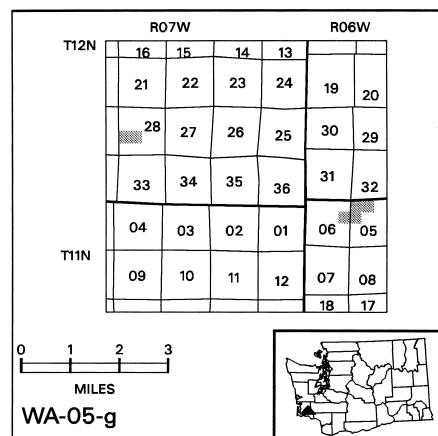 R07W R06W
T12N
16 15 14 13
21 22 23 24 19 20
28 27 26 25 30 29
33 34 35 36 31 32
04 03 02 01 06 05
T11N
09 10 11 12 07 08
18 17
0 1 2 3
MILES
WA-05-g